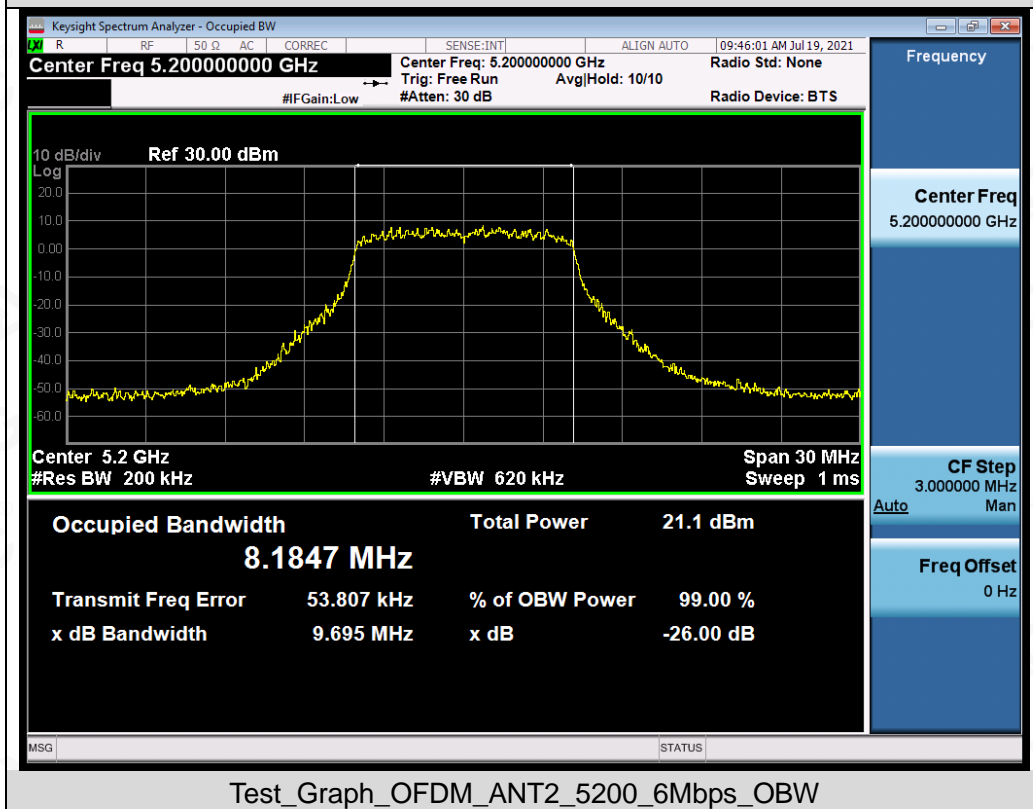 Keysight Spectrum Analyzer - Occupied BW
LXI R RF 50 Ω AC CORREC SENSE:INT ALIGN AUTO 09:46:01 AM Jul 19, 2021
Center Freq 5.200000000 GHz
Center Freq: 5.200000000 GHz
Radio Std: None
Trig: Free Run Avg|Hold: 10/10
#IFGain:Low
#Atten: 30 dB
Radio Device: BTS
10 dB/div Ref 30.00 dBm
Log
20.0
10.0
0.00
-10.0
-20.0
-30.0
-40.0
-50.0
-60.0
Center 5.2 GHz Span 30 MHz
#Res BW 200 kHz #VBW 620 kHz Sweep 1 ms
Occupied Bandwidth Total Power 21.1 dBm
8.1847 MHz
Transmit Freq Error 53.807 kHz % of OBW Power 99.00 %
x dB Bandwidth 9.695 MHz x dB -26.00 dB
Frequency
Center Freq
5.200000000 GHz
CF Step
3.000000 MHz
Auto Man
Freq Offset
0 Hz
MSG STATUS
Test_Graph_OFDM_ANT2_5200_6Mbps_OBW